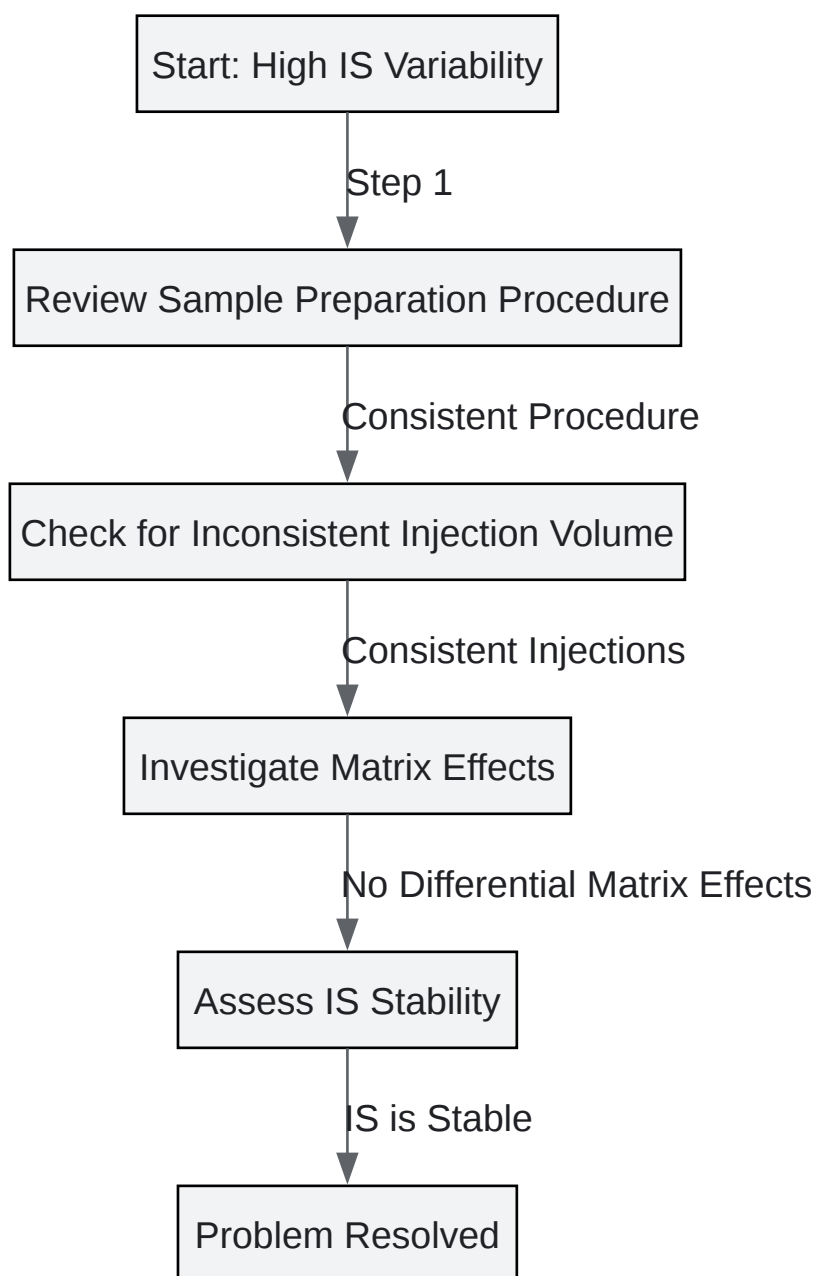 Start: High IS Variability
Step 1
Review Sample Preparation Procedure
Consistent Procedure
Check for Inconsistent Injection Volume
Consistent Injections
Investigate Matrix Effects
No Differential Matrix Effects
Assess IS Stability
IS is Stable
Problem Resolved